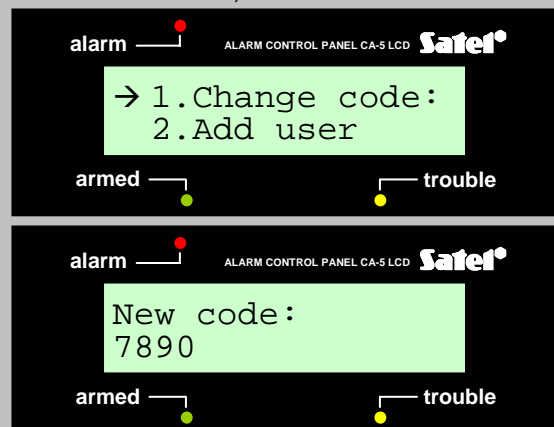 alarm ALARM CONTROL PANEL CA-5 LCD Satel
→ 1.Change code:
2.Add user
armed trouble
alarm ALARM CONTROL PANEL CA-5 LCD Satel
New code:
7890
armed trouble